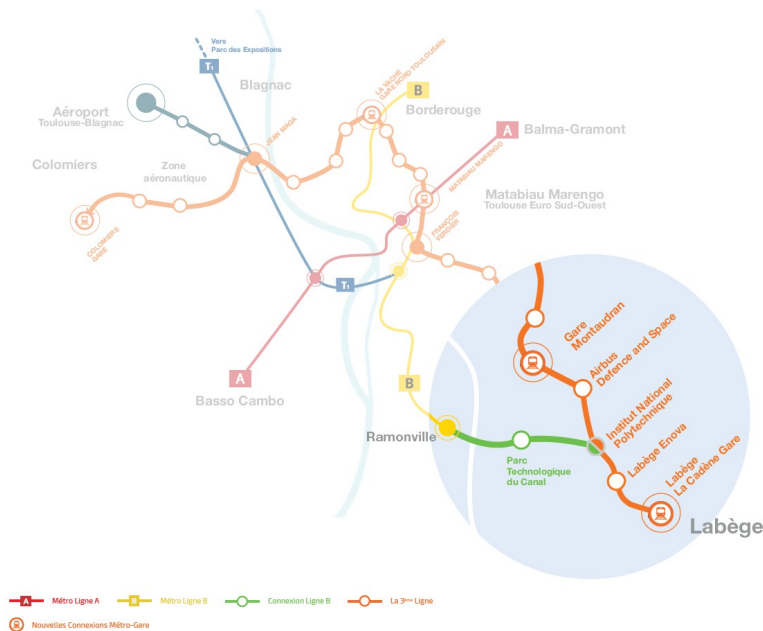 Vers
Parc des Expositions
T1
Blagnac
LA VACHE
GARE NORD TOULOUSAIN
B
Borderouge
Aéroport
Toulouse-Blagnac
JEAN MAGA
A
Balma-Gramont
Colomiers
Zone
aéronautique
MATABIAU MARENGO
Matabiau Marengo
Toulouse Euro Sud-Ouest
COLOMIERS
GARE
FRANÇOIS
VERDIER
T1
A
Basso Cambo
B
Ramonville
Gare
Montaudran
Airbus
Defence and Space
Institut National
Polytechnique
Parc
Technologique
du Canal
Labège Enova
Labège
La Cadène Gare
Labège
A Métro Ligne A
B Métro Ligne B
Connexion Ligne B
La 3ème Ligne
Nouvelles Connexions Métro-Gare